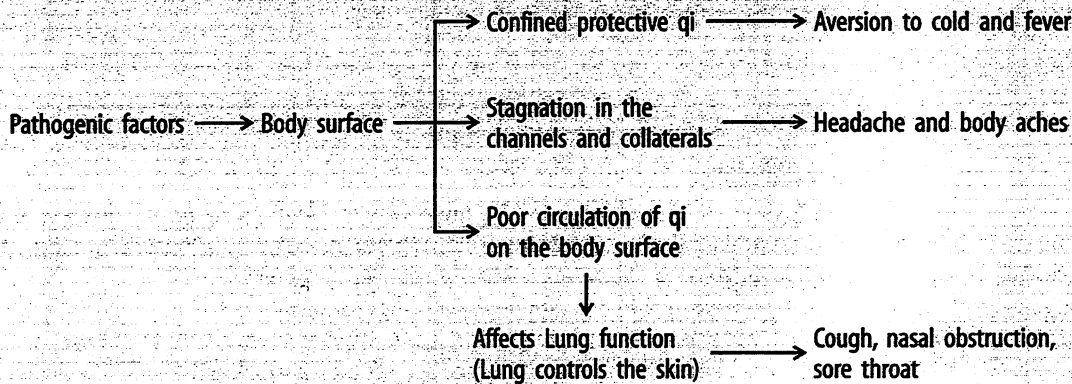 Confined protective qi
Aversion to cold and fever
Pathogenic factors
Body surface
Stagnation in the
channels and collaterals
Headache and body aches
Poor circulation of qi
on the body surface
Affects Lung function
(Lung controls the skin)
Cough, nasal obstruction,
sore throat